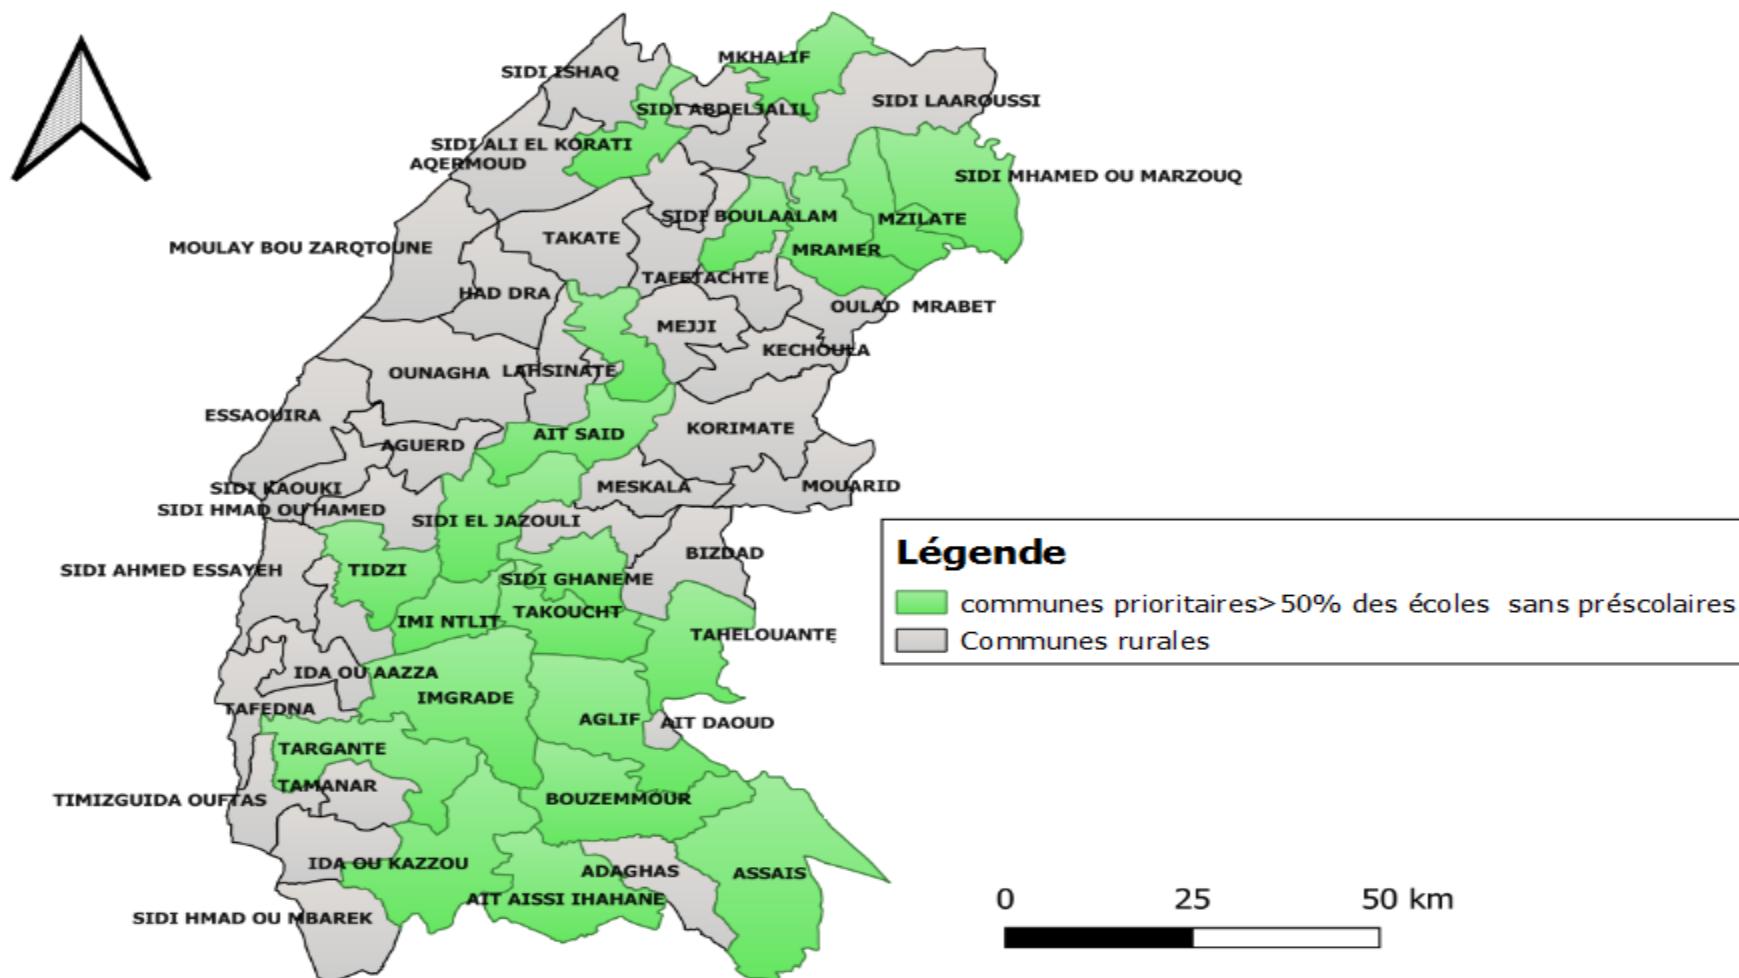 MKHALIF
SIDI ISHAQ
SIDI LAAROUSSI
SIDI ABDELJALIL
SIDI ALI EL KORATI
AQERMOUD
SIDI MHAMED OU MARZOUQ
SIDI BOULAALAM
MZILATE
TAKATE
MOULAY BOU ZARQTOUNE
MRAMER
TAFETACHTE
HAD DRA
OULAD MRABET
MEJJI
KECHOULA
OUNAGHA
LAHSINATE
ESSAOUIRA
KORIMATE
AIT SAID
AGUERD
MESKALA
MOUARID
SIDI KAOUKI
SIDI HMAD OU HAMED
SIDI EL JAZOULI
BIZDAD
SIDI AHMED ESSAYEH
TIDZI
SIDI GHANEME
TAKOUCHT
IMI NTLIT
TAHELOUANTE
IDA OU AAZZA
IMGRADE
TAFEDNA
AGLIF
AIT DAOUD
TARGANTE
TAMANAR
TIMIZGUIDA OUFTAS
BOUZEMMOUR
IDA OU KAZZOU
ADAGHAS
ASSAIS
AIT AISSI IHAHANE
SIDI HMAD OU MBAREK
Légende
communes prioritaires>50% des écoles sans préscolaires
Communes rurales
0 25 50 km